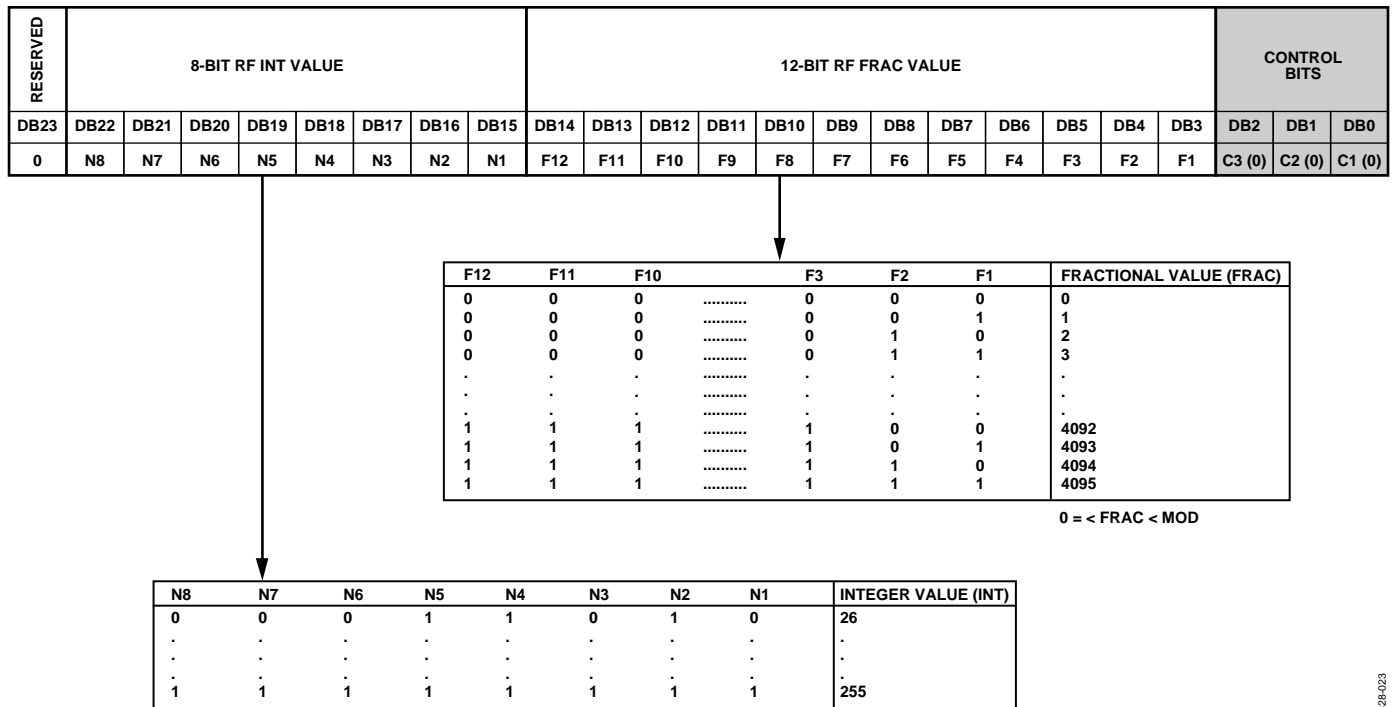 RESERVED
8-BIT RF INT VALUE
12-BIT RF FRAC VALUE
CONTROL
BITS
DB23 DB22 DB21 DB20 DB19 DB18 DB17 DB16 DB15 DB14 DB13 DB12 DB11 DB10 DB9 DB8 DB7 DB6 DB5 DB4 DB3 DB2 DB1 DB0
0 N8 N7 N6 N5 N4 N3 N2 N1 F12 F11 F10 F9 F8 F7 F6 F5 F4 F3 F2 F1 C3 (0) C2 (0) C1 (0)
F12 F11 F10 F3 F2 F1 FRACTIONAL VALUE (FRAC)
0 0 0 .......... 0 0 0 0
0 0 0 .......... 0 0 1 1
0 0 0 .......... 0 1 0 2
0 0 0 .......... 0 1 1 3
. . . .......... . . . .
. . . .......... . . . .
. . . .......... . . . .
1 1 1 .......... 1 0 0 4092
1 1 1 .......... 1 0 1 4093
1 1 1 .......... 1 1 0 4094
1 1 1 .......... 1 1 1 4095
0 = < FRAC < MOD
N8 N7 N6 N5 N4 N3 N2 N1 INTEGER VALUE (INT)
0 0 0 1 1 0 1 0 26
. . . . . . . . .
. . . . . . . . .
. . . . . . . . .
1 1 1 1 1 1 1 1 255
28-023